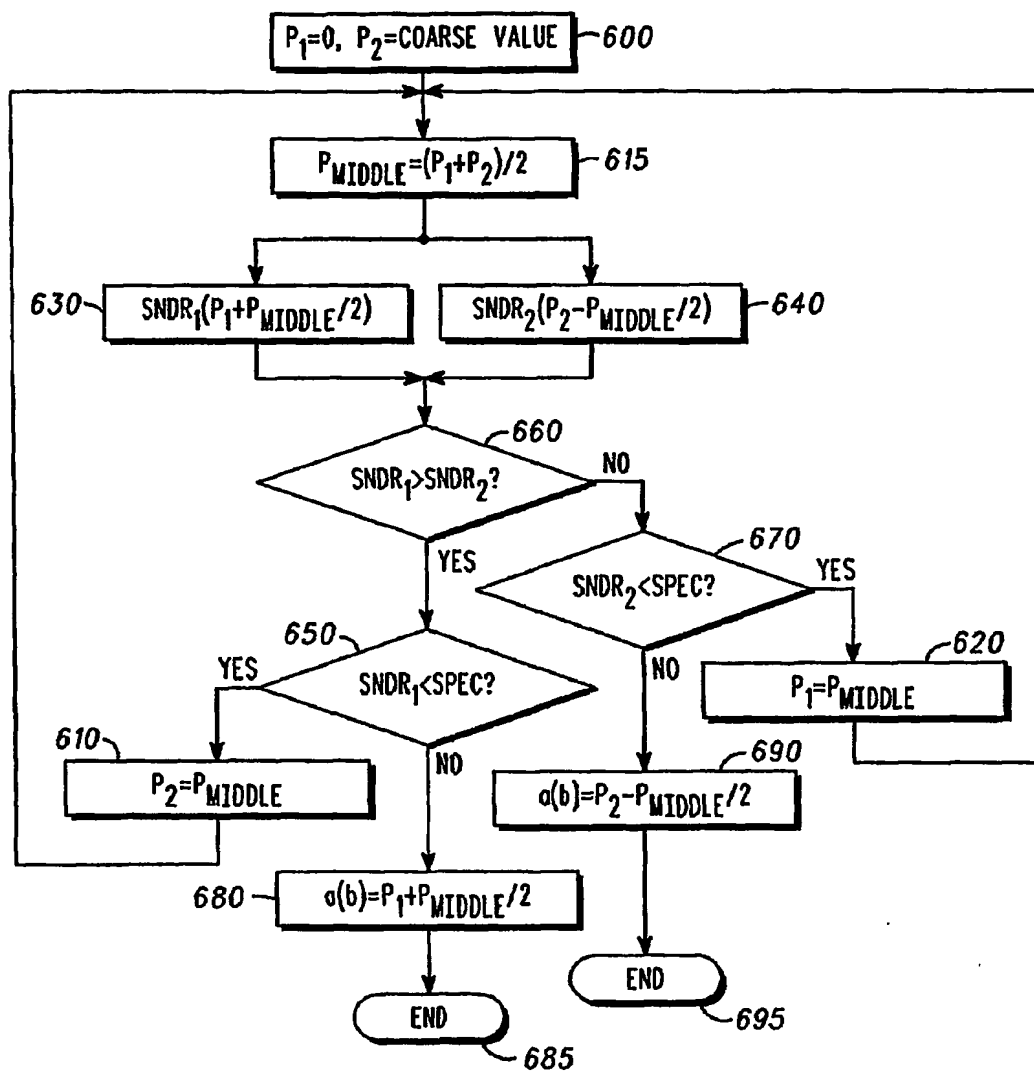 P1=0, P2=COARSE VALUE
600
PMIDDLE=(P1+P2)/2
615
630
SNDR1(P1+PMIDDLE/2)
SNDR2(P2-PMIDDLE/2)
640
660
SNDR1>SNDR2?
NO
YES
670
SNDR2<SPEC?
YES
NO
650
YES
SNDR1<SPEC?
NO
620
P1=PMIDDLE
610
P2=PMIDDLE
690
a(b)=P2-PMIDDLE/2
680
a(b)=P1+PMIDDLE/2
END
695
END
685